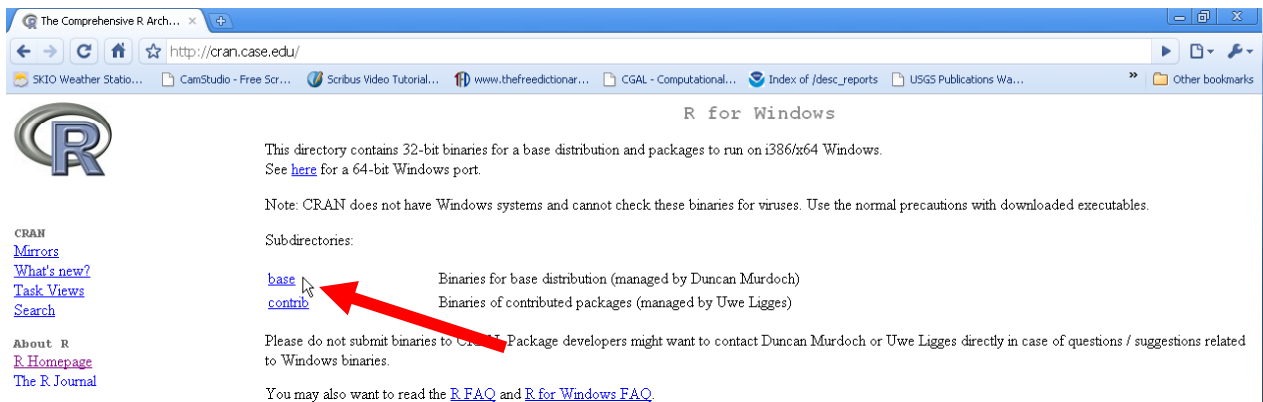 The Comprehensive R Arch...
http://cran.case.edu/
SKIO Weather Statio... CamStudio - Free Scr... Scribus Video Tutorial... www.thefreedictionar... CGAL - Computational... Index of /desc_reports USGS Publications Wa... » Other bookmarks
R
CRAN
Mirrors
What's new?
Task Views
Search
About R
R Homepage
The R Journal
R for Windows
This directory contains 32-bit binaries for a base distribution and packages to run on i386/x64 Windows.
See here for a 64-bit Windows port.
Note: CRAN does not have Windows systems and cannot check these binaries for viruses. Use the normal precautions with downloaded executables.
Subdirectories:
base Binaries for base distribution (managed by Duncan Murdoch)
contrib Binaries of contributed packages (managed by Uwe Ligges)
Please do not submit binaries to CRAN. Package developers might want to contact Duncan Murdoch or Uwe Ligges directly in case of questions / suggestions related
to Windows binaries.
You may also want to read the R FAQ and R for Windows FAQ.